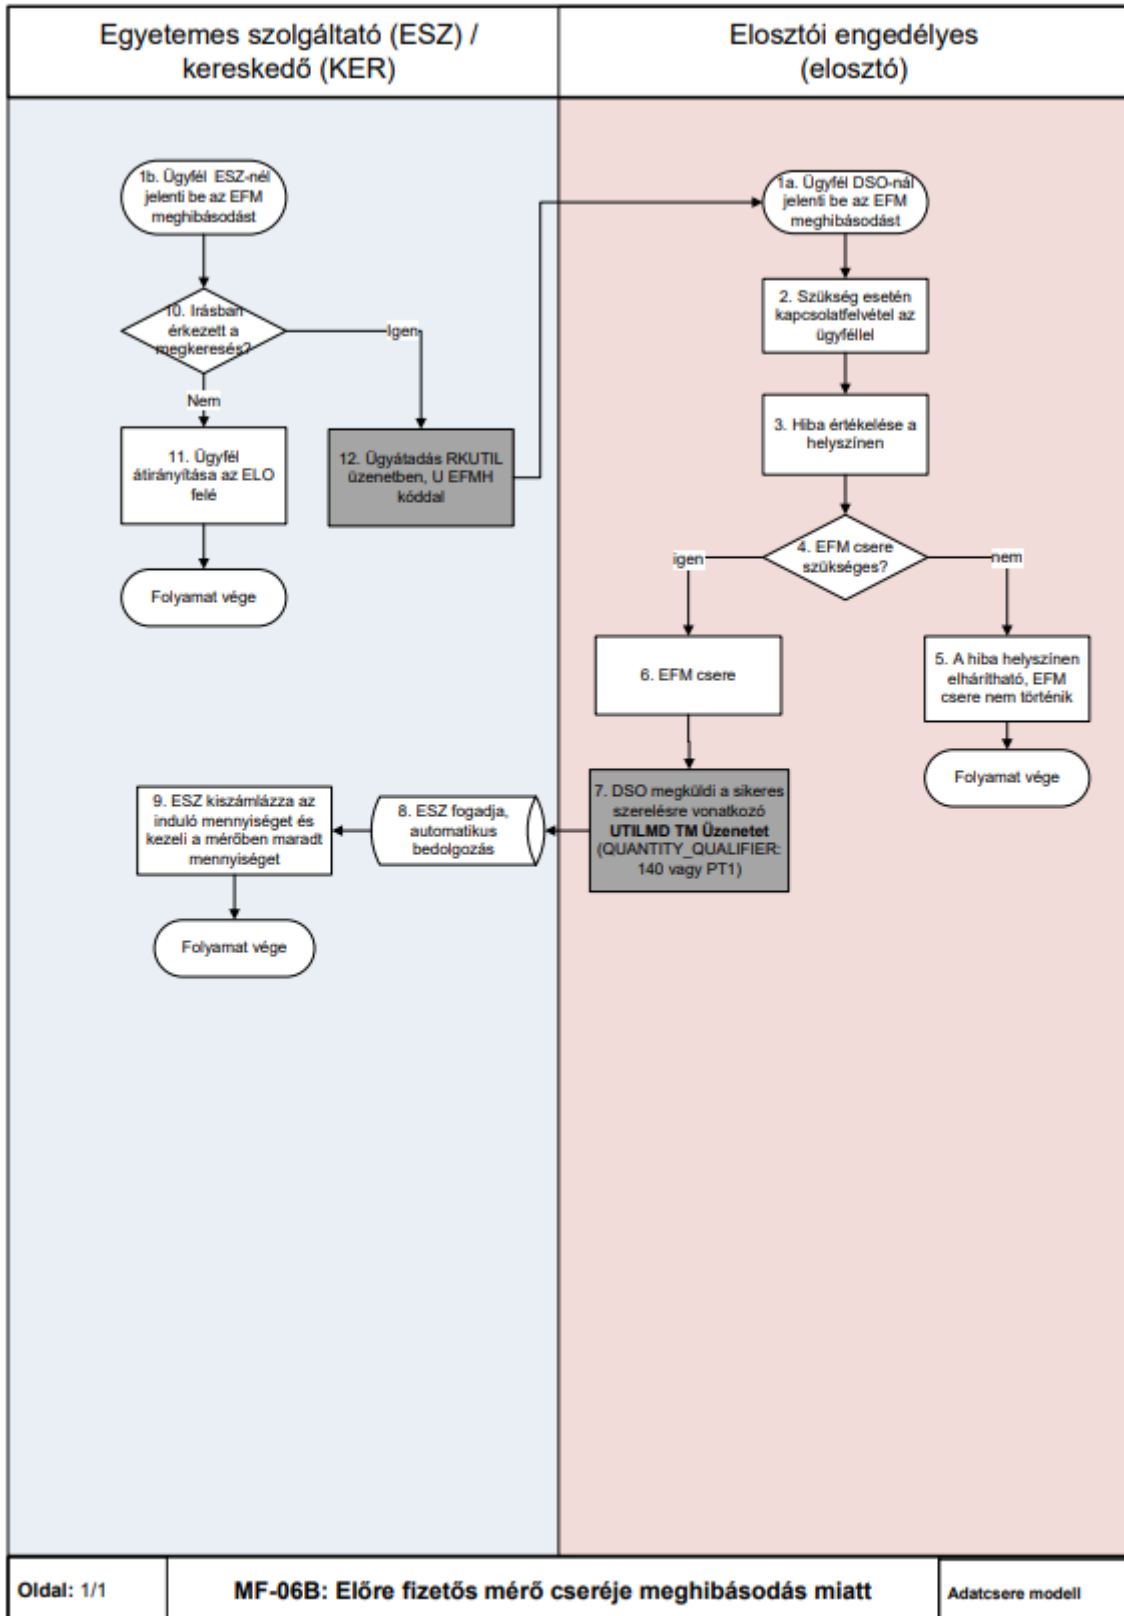 Egyetemes szolgáltató (ESZ) /
kereskedő (KER)
Elosztói engedélyes
(elosztó)
1b. Ügyfél ESZ-nél
jelenti be az EFM
meghibásodást
1a. Ügyfél DSO-nál
jelenti be az EFM
meghibásodást
2. Szükség esetén
kapcsolatfelvétel az
ügyféllel
10. Irásban
érkezett a
megkeresés?
Igen
Nem
3. Hiba értékelése a
helyszínen
11. Ügyfél
átirányítása az ELO
felé
12. Ügyátadás RKUTIL
üzenetben, U EFMH
kóddal
4. EFM csere
szükséges?
igen
nem
Folyamat vége
6. EFM csere
5. A hiba helyszínen
elhárítható, EFM
csere nem történik
Folyamat vége
9. ESZ kiszámlázza az
induló mennyiséget és
kezeli a mérőben maradt
mennyiséget
8. ESZ fogadja,
automatikus
bedolgozás
7. DSO megküldi a sikeres
szerelésre vonatkozó
UTILMD TM Üzenetet
(QUANTITY_QUALIFIER:
140 vagy PT1)
Folyamat vége
Oldal: 1/1
MF-06B: Előre fizetős mérő cseréje meghibásodás miatt
Adatcsere modell